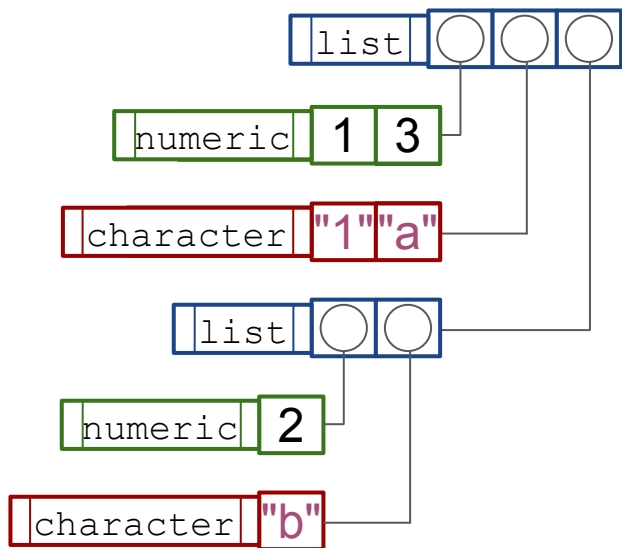 list
numeric 1 3
character "1" "a"
list
numeric 2
character "b"